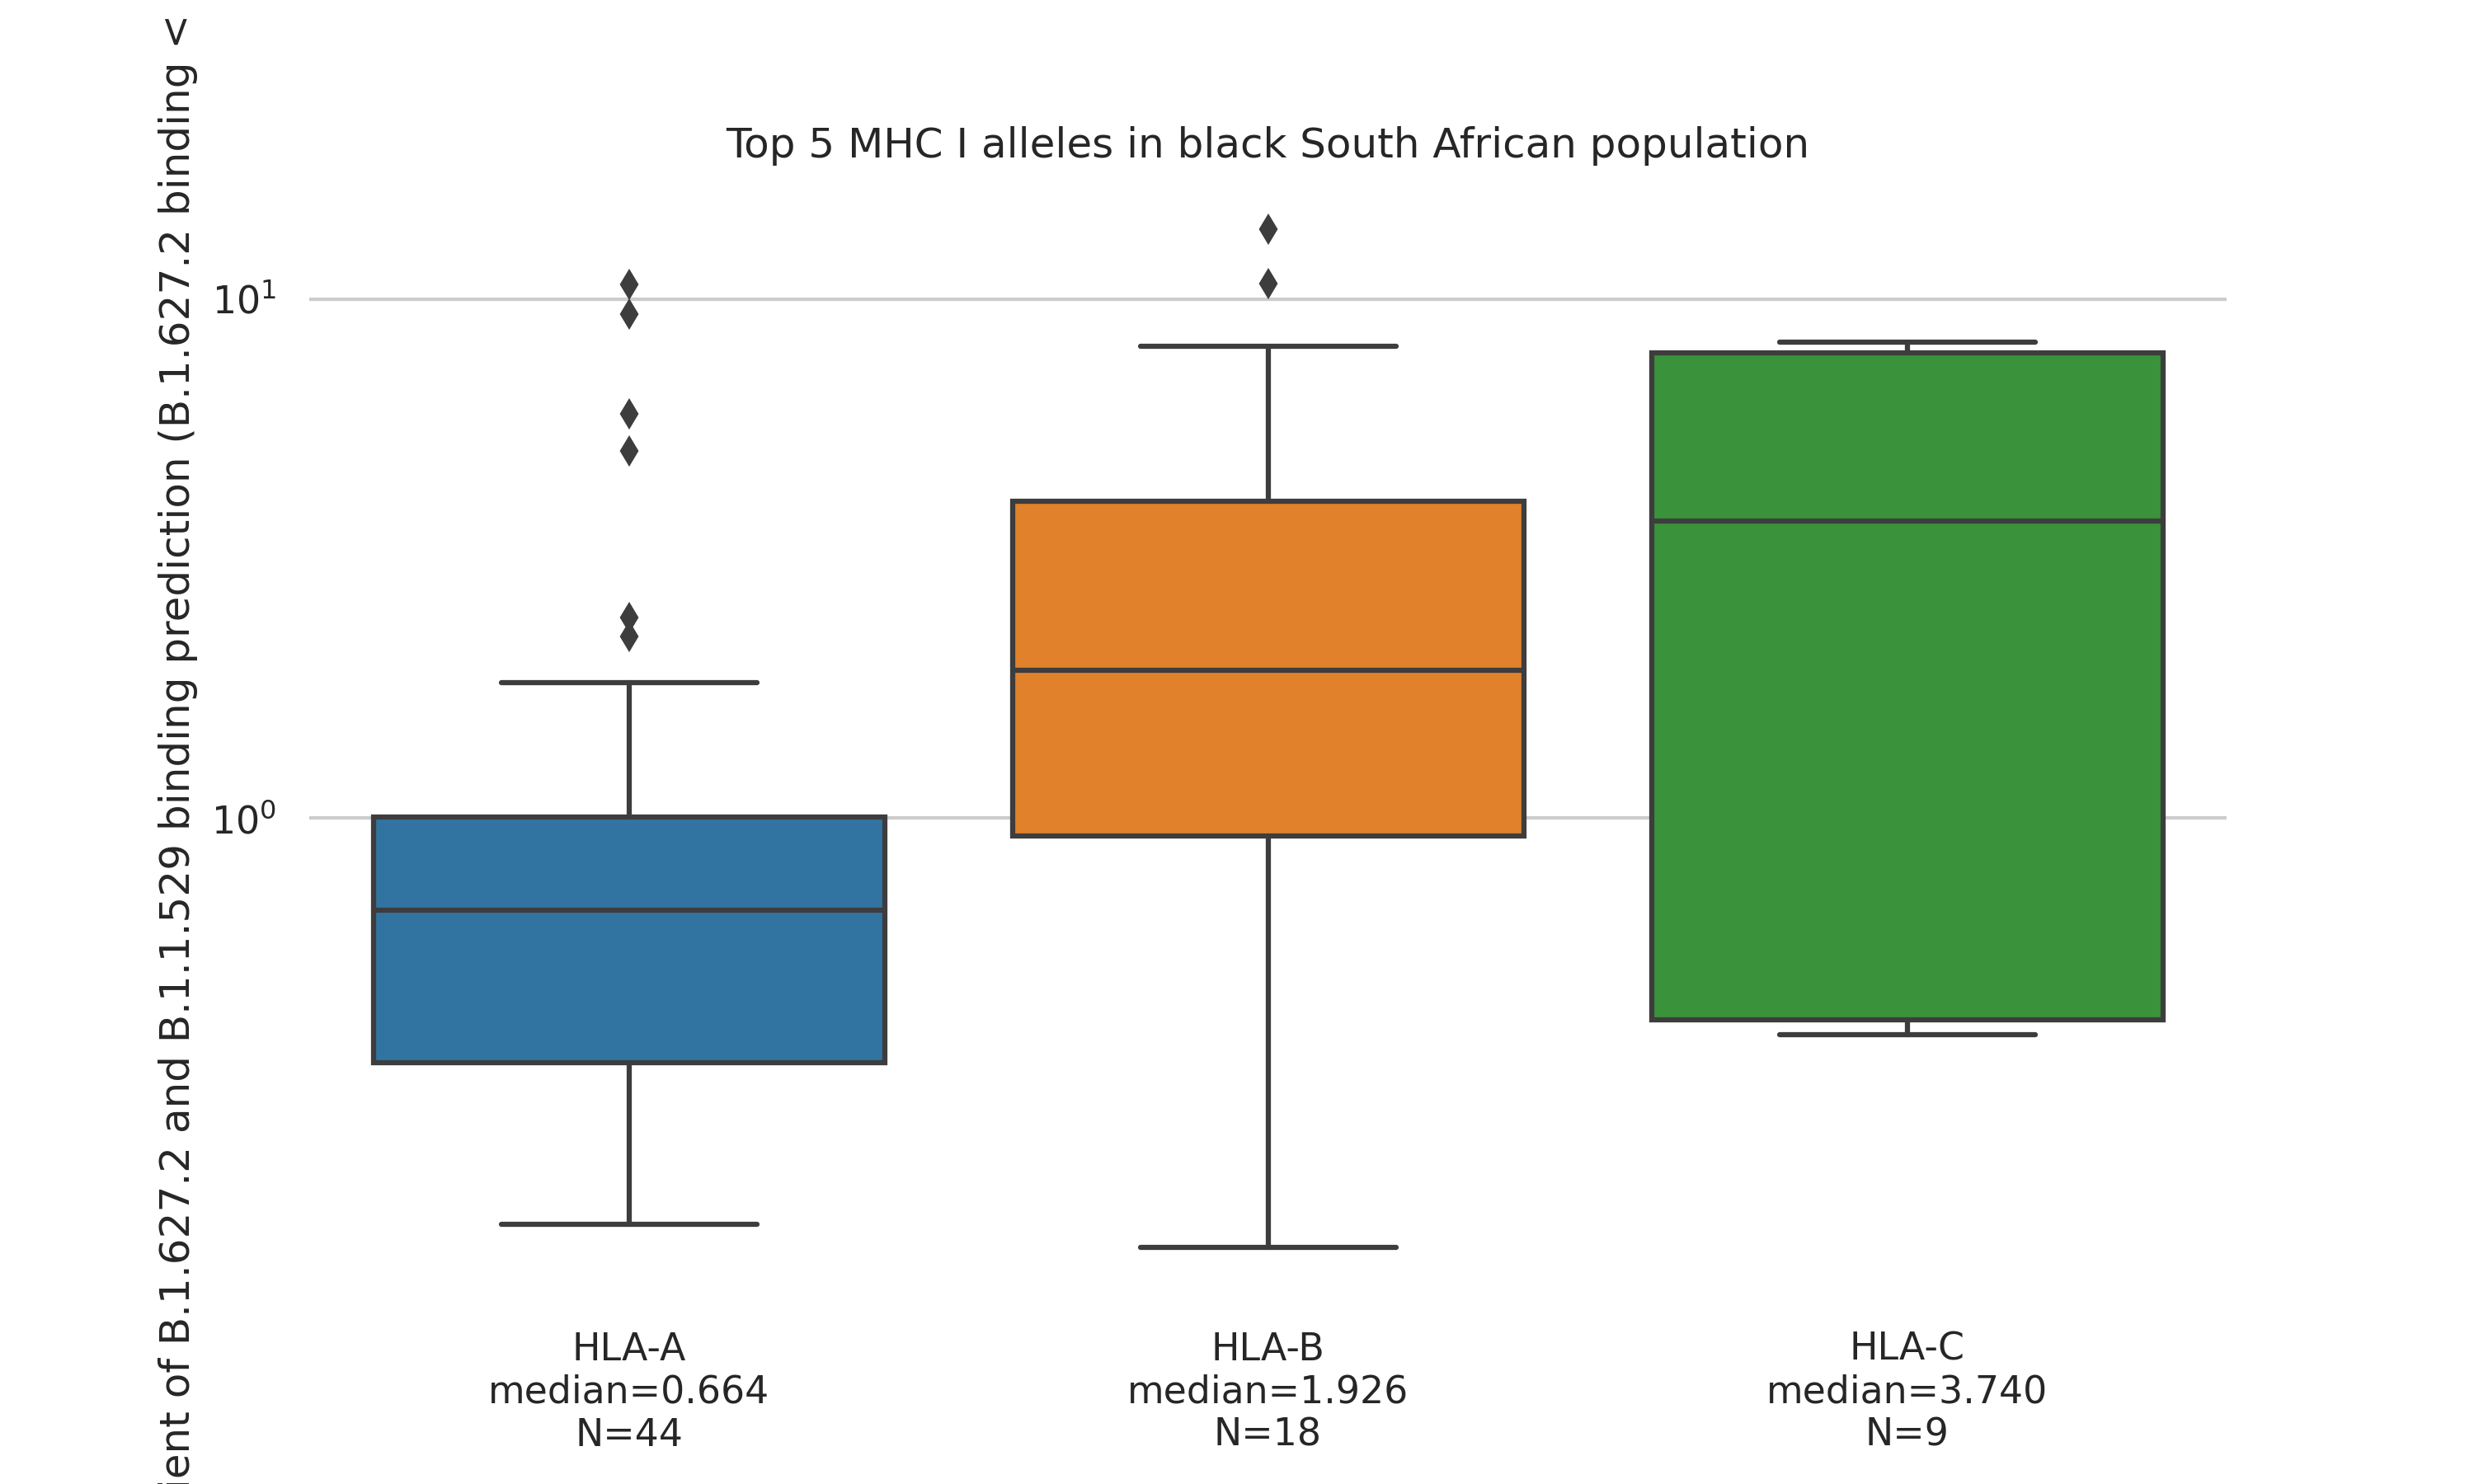 Top 5 MHC I alleles in black South African population
of B.1.627.2 and B.1.1.529 binding prediction (B.1.627.2 binding <
10¹
10⁰
HLA-A
median=0.664
N=44
HLA-B
median=1.926
N=18
HLA-C
median=3.740
N=9